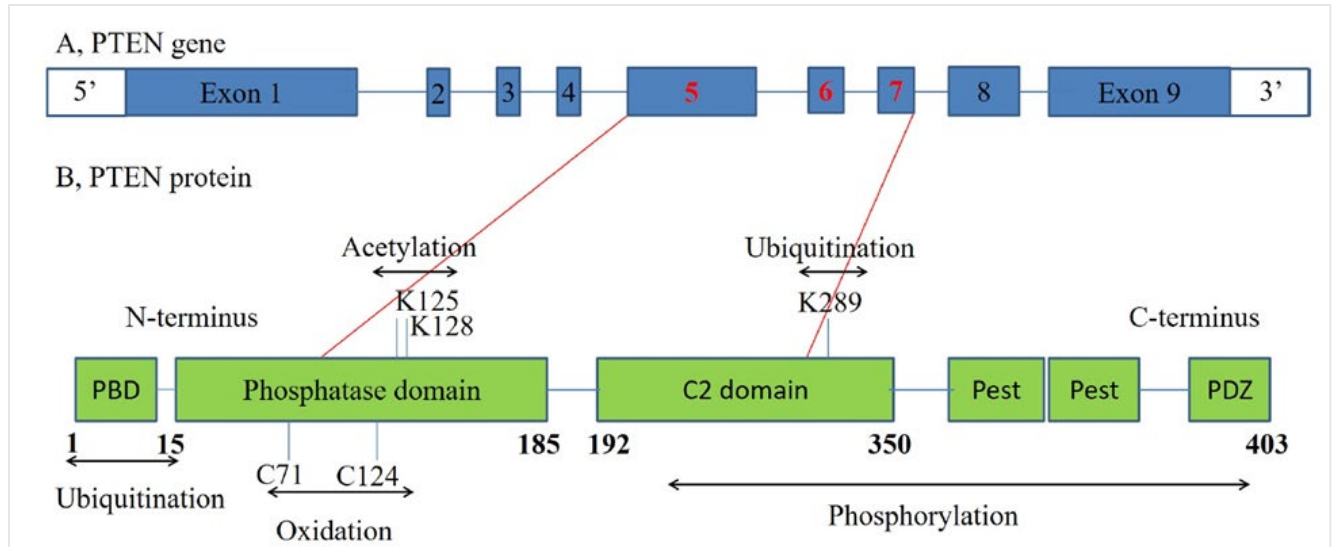 A, PTEN gene
5’ Exon 1 2 3 4 5 6 7 8 Exon 9 3’
B, PTEN protein
Acetylation Ubiquitination
K125 K289
K128
N-terminus C-terminus
PBD Phosphatase domain C2 domain Pest Pest PDZ
1 15 185 192 350 403
C71 C124
Ubiquitination
Oxidation
Phosphorylation